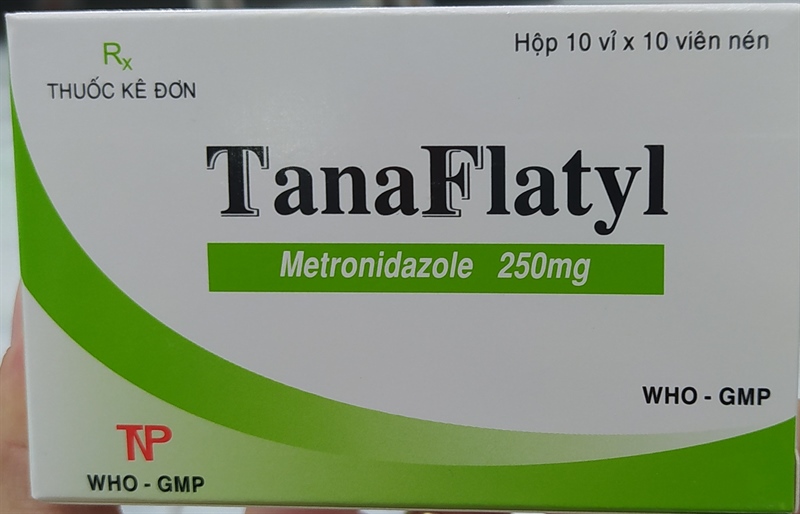 Rx
THUỐC KÊ ĐƠN
Hộp 10 vỉ x 10 viên nén
TanaFlatyl
Metronidazole 250mg
WHO - GMP
TNP
WHO - GMP